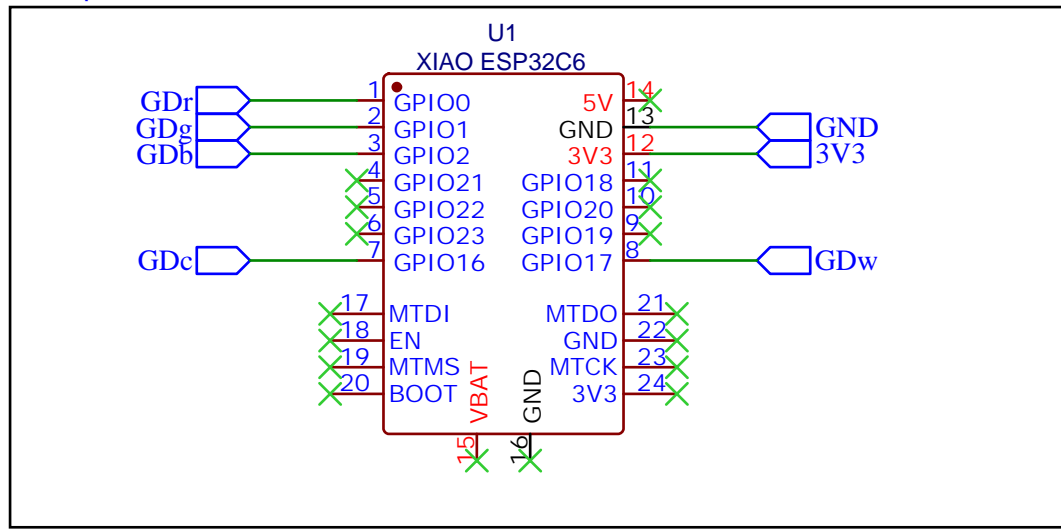 U1
XIAO ESP32C6
GDr 1 GPIO0 5V 14
GDg 2 GPIO1 GND 13 GND
GDb 3 GPIO2 3V3 12 3V3
4 GPIO21 GPIO18 11
5 GPIO22 GPIO20 10
6 GPIO23 GPIO19 9
GDc 7 GPIO16 GPIO17 8 GDw
17 MTDI MTDO 21
18 EN GND 22
19 MTMS MTCK 23
20 BOOT 3V3 24
VBAT GND
15 16